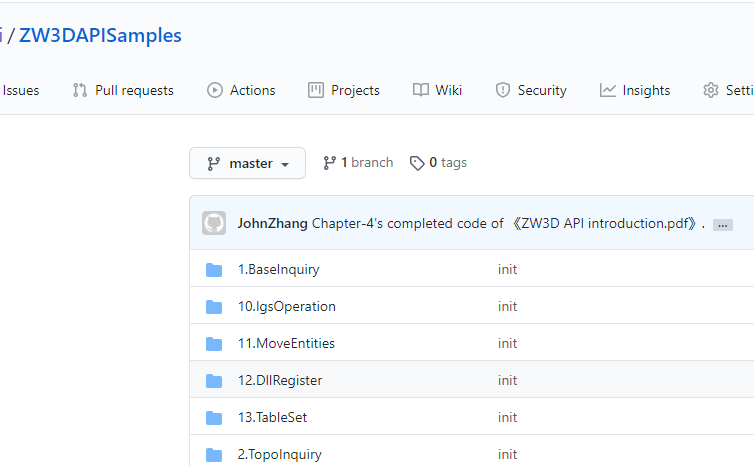 i / ZW3DAPISamples
Issues Pull requests Actions Projects Wiki Security Insights Setti
master 1 branch 0 tags
JohnZhang Chapter-4's completed code of 《ZW3D API introduction.pdf》. ...
1.BaseInquiry init
10.IgsOperation init
11.MoveEntities init
12.DllRegister init
13.TableSet init
2.TopoInquiry init